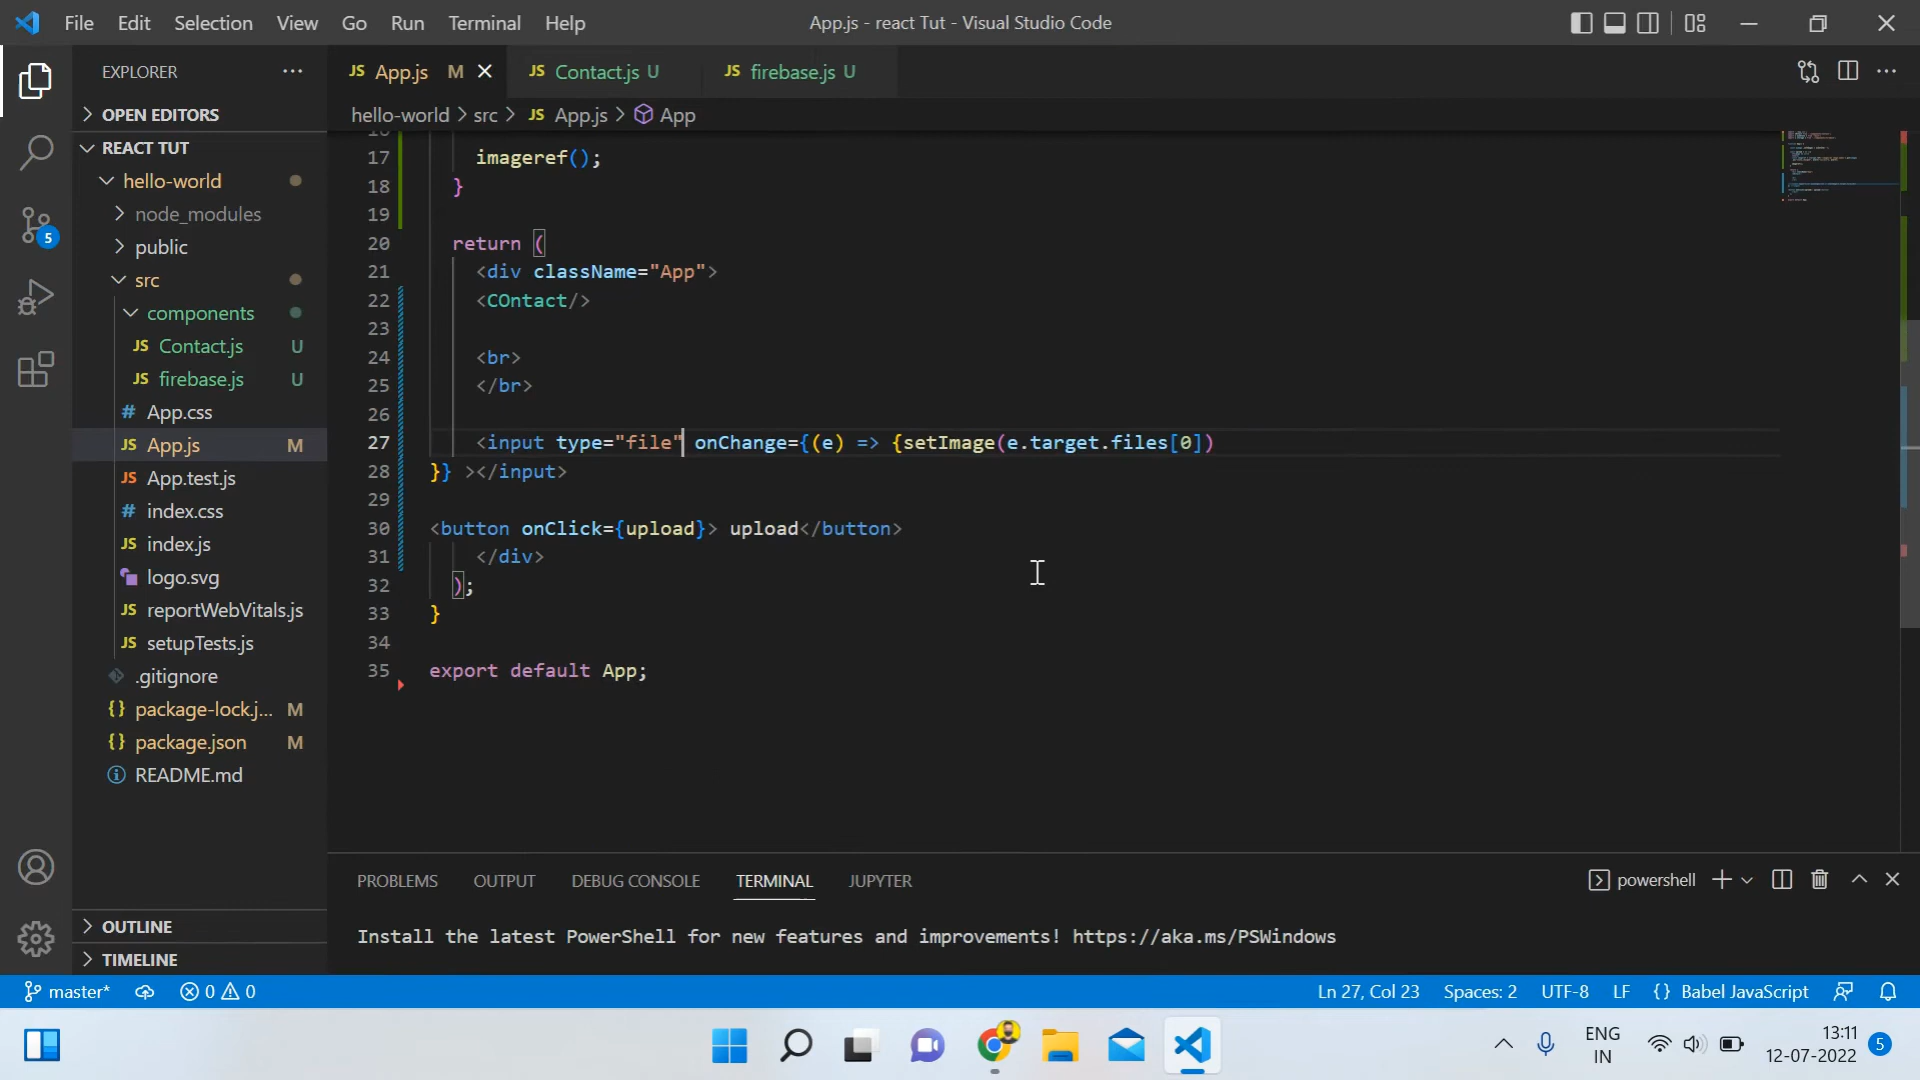 File Edit Selection View Go Run Terminal Help App.js - react Tut - Visual Studio Code
EXPLORER
JS App.js M
JS Contact.js U
JS firebase.js U
OPEN EDITORS
hello-world > src > JS App.js > App
REACT TUT
hello-world
node_modules
public
src
components
JS Contact.js U
JS firebase.js U
# App.css
JS App.js M
JS App.test.js
# index.css
JS index.js
logo.svg
JS reportWebVitals.js
JS setupTests.js
.gitignore
{} package-lock.j... M
{} package.json M
README.md
OUTLINE
TIMELINE
5
16
17 imageref();
18 }
19
20 return (
21 <div className="App">
22 <COntact/>
23
24 <br>
25 </br>
26
27 <input type="file" onChange={(e) => {setImage(e.target.files[0])
28 }} ></input>
29
30 <button onClick={upload}> upload</button>
31 </div>
32 );
33 }
34
35 export default App;
PROBLEMS OUTPUT DEBUG CONSOLE TERMINAL JUPYTER powershell
Install the latest PowerShell for new features and improvements! https://aka.ms/PSWindows
master* 0 0 Ln 27, Col 23 Spaces: 2 UTF-8 LF {} Babel JavaScript
ENG
IN
13:11
12-07-2022
5